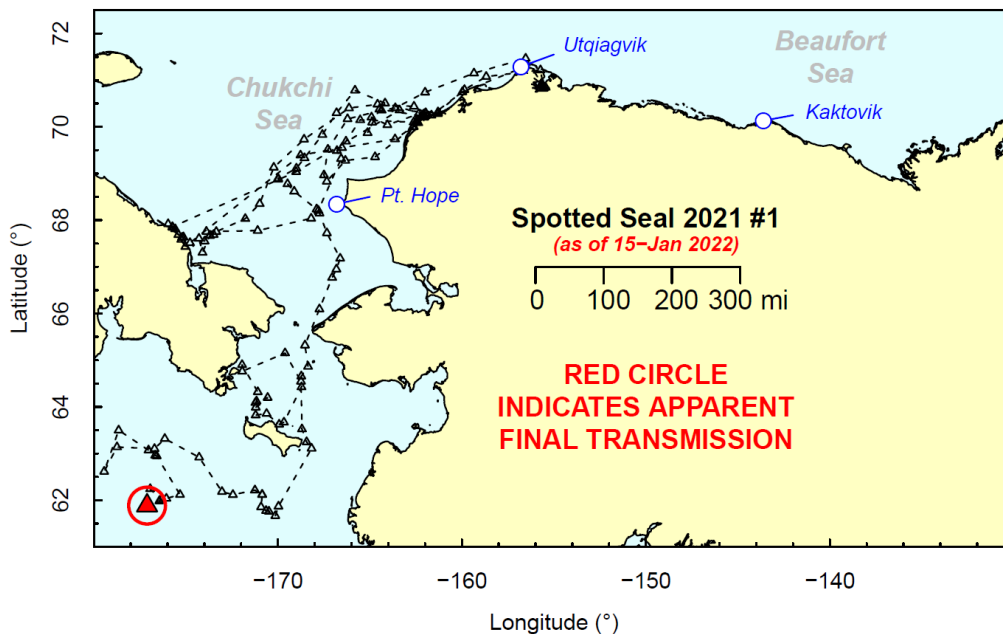 72
70
68
66
64
62
Latitude (°)
Utqiagvik
Beaufort
Sea
Chukchi
Sea
Kaktovik
Pt. Hope
Spotted Seal 2021 #1
(as of 15−Jan 2022)
0 100 200 300 mi
RED CIRCLE
INDICATES APPARENT
FINAL TRANSMISSION
−170 −160 −150 −140
Longitude (°)